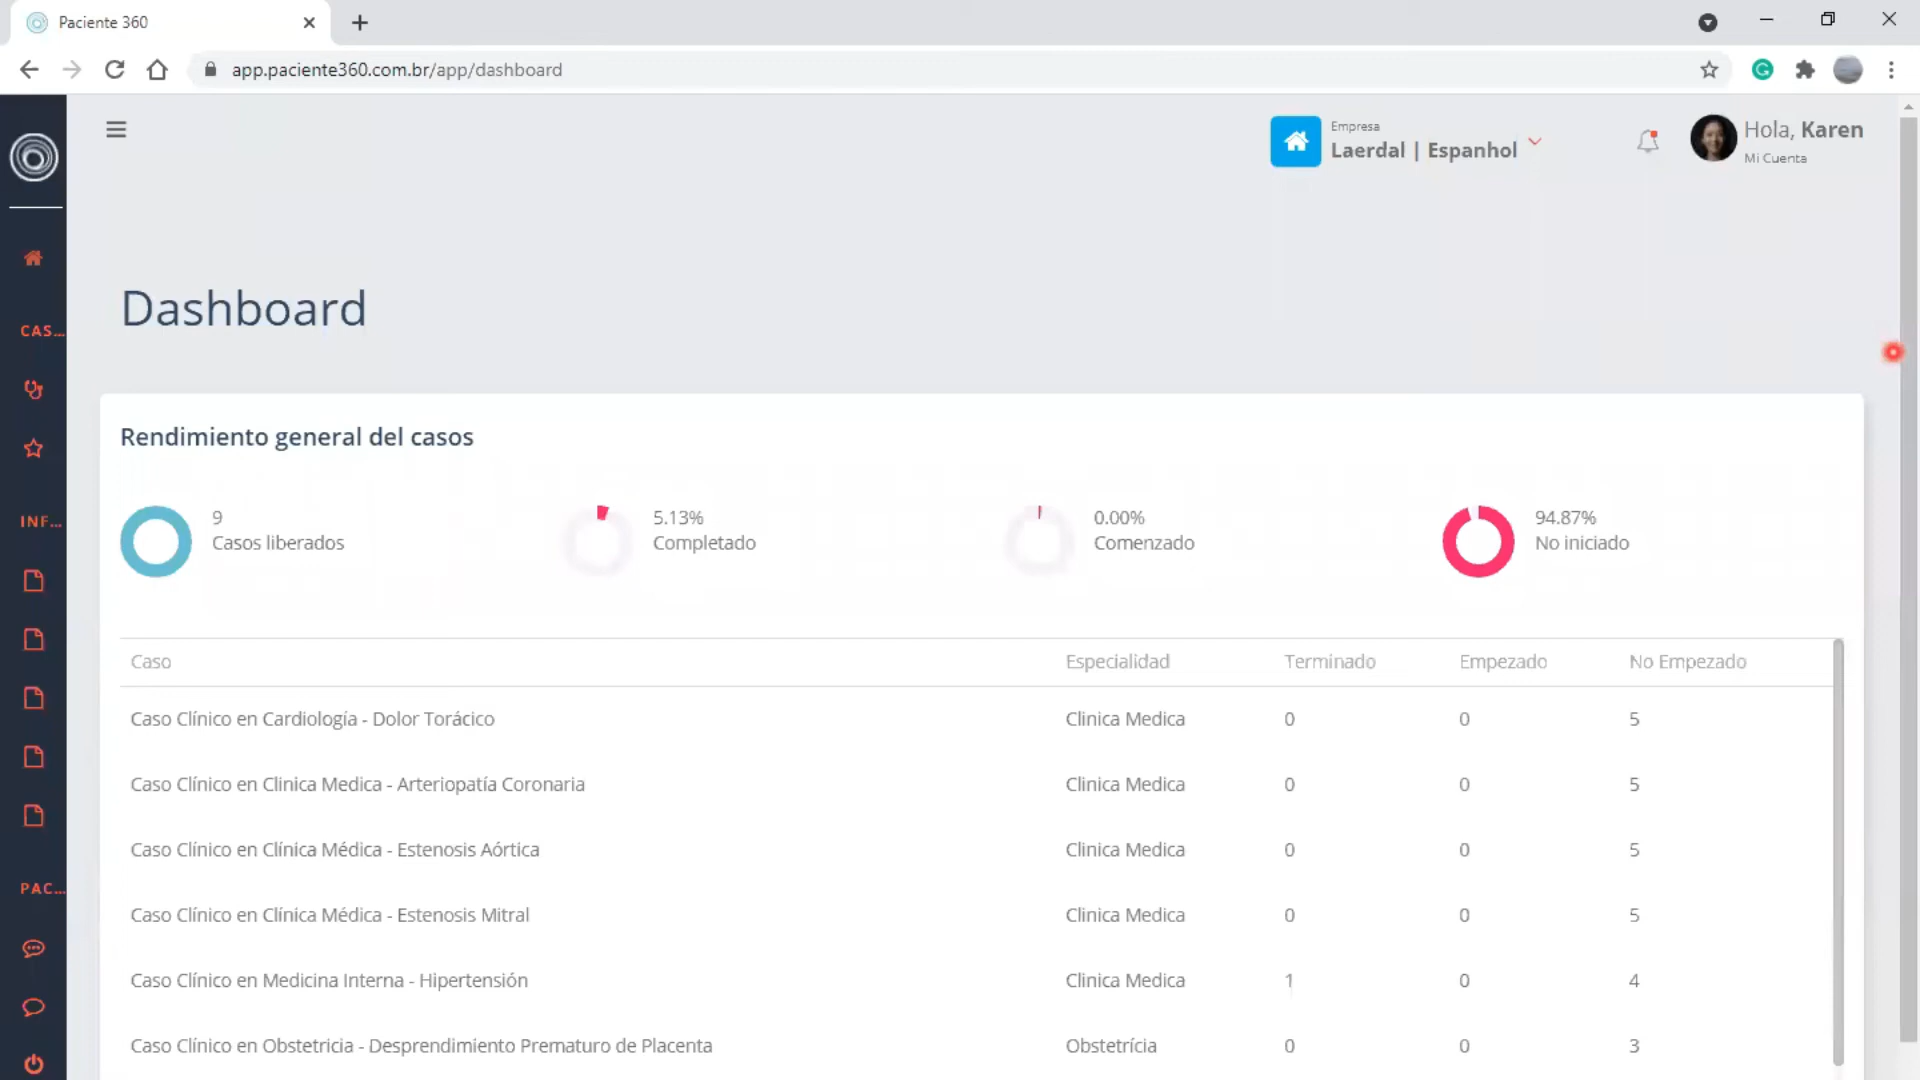 Paciente 360
app.paciente360.com.br/app/dashboard
Empresa
Laerdal | Espanhol
Hola, Karen
Mi Cuenta
CAS...
INF...
PAC...
Dashboard
Rendimiento general del casos
9
Casos liberados
5.13%
Completado
0.00%
Comenzado
94.87%
No iniciado
Caso Especialidad Terminado Empezado No Empezado
Caso Clínico en Cardiología - Dolor Torácico Clinica Medica 0 0 5
Caso Clínico en Clinica Medica - Arteriopatía Coronaria Clinica Medica 0 0 5
Caso Clínico en Clínica Médica - Estenosis Aórtica Clinica Medica 0 0 5
Caso Clínico en Clínica Médica - Estenosis Mitral Clinica Medica 0 0 5
Caso Clínico en Medicina Interna - Hipertensión Clinica Medica 1 0 4
Caso Clínico en Obstetricia - Desprendimiento Prematuro de Placenta Obstetrícia 0 0 3